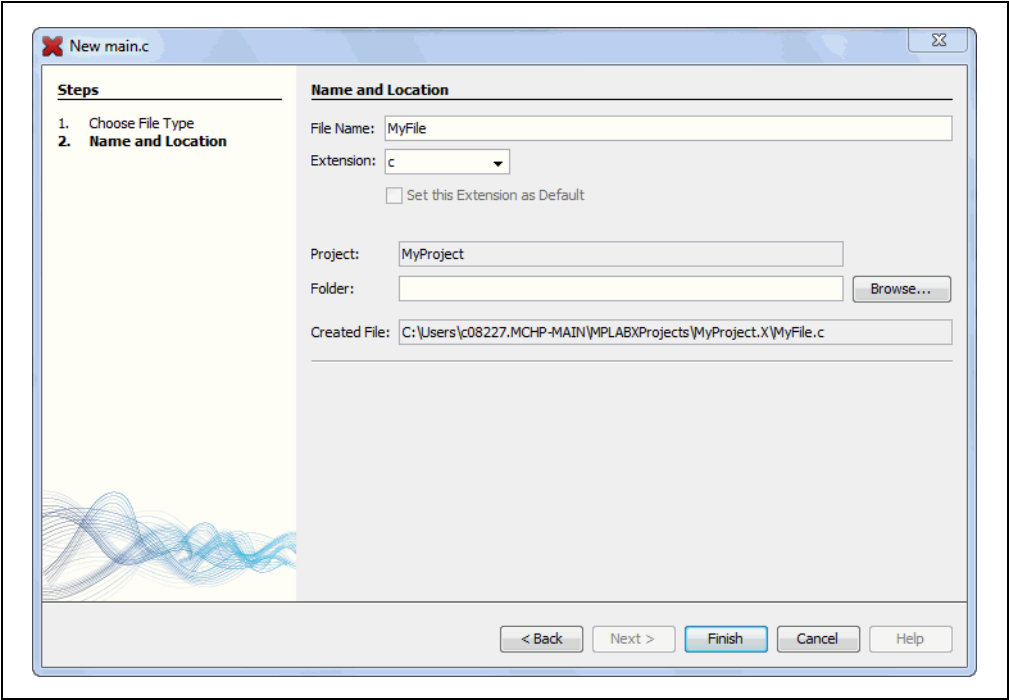 New main.c
Steps
1. Choose File Type
2. Name and Location
Name and Location
File Name: MyFile
Extension: c
Set this Extension as Default
Project: MyProject
Folder:
Browse...
Created File: C:\Users\c08227.MCHP-MAIN\MPLABXProjects\MyProject.X\MyFile.c
< Back Next > Finish Cancel Help